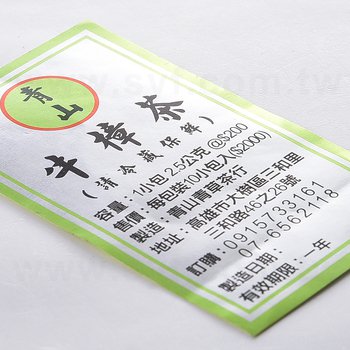 青山
牛樟茶
(請冷藏保鮮)
容量：1小包 2.5公克 @$200
售價：每包裝10小包入($2000)
製造：青山青草茶行
地址：高雄市大樹區三和里
三和路16之26號
訂購：0915733161
07-6562118
製造日期：
有效期限：一年